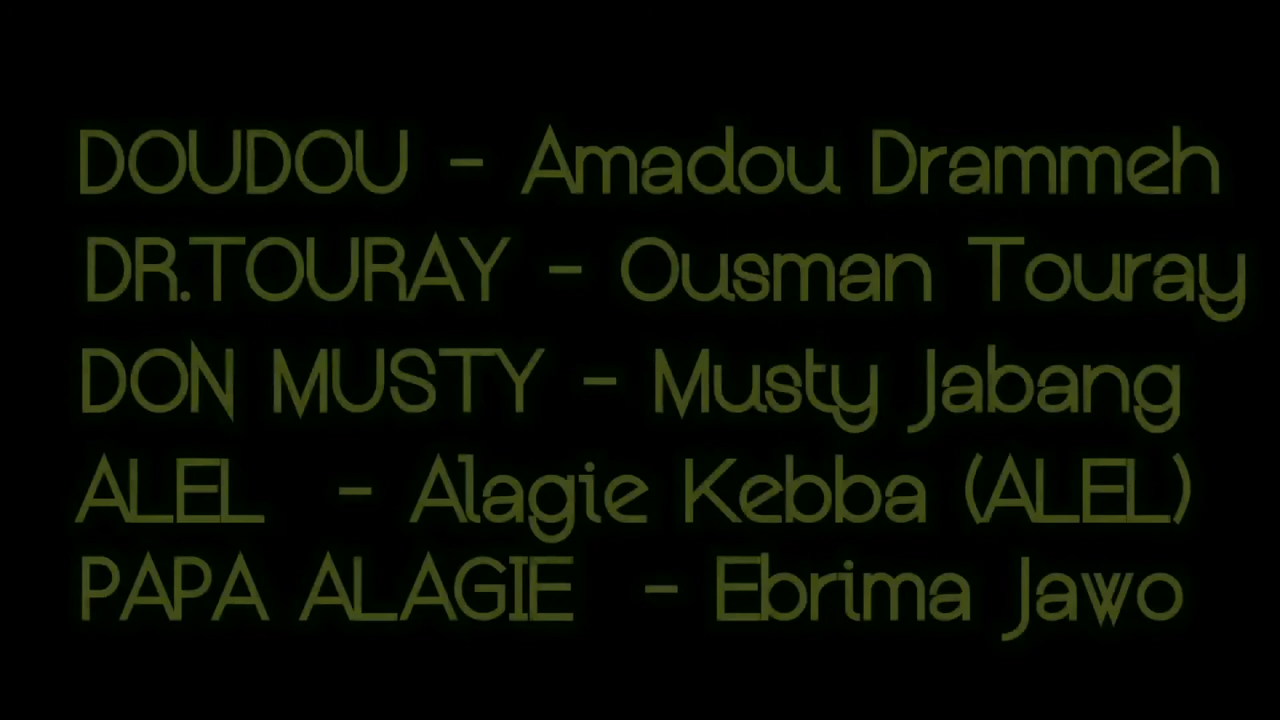 DOUDOU - Amadou Drammeh
DR.TOURAY - Ousman Touray
DON MUSTY - Musty Jabang
ALEL - Alagie Kebba (ALEL)
PAPA ALAGIE - Ebrima Jawo